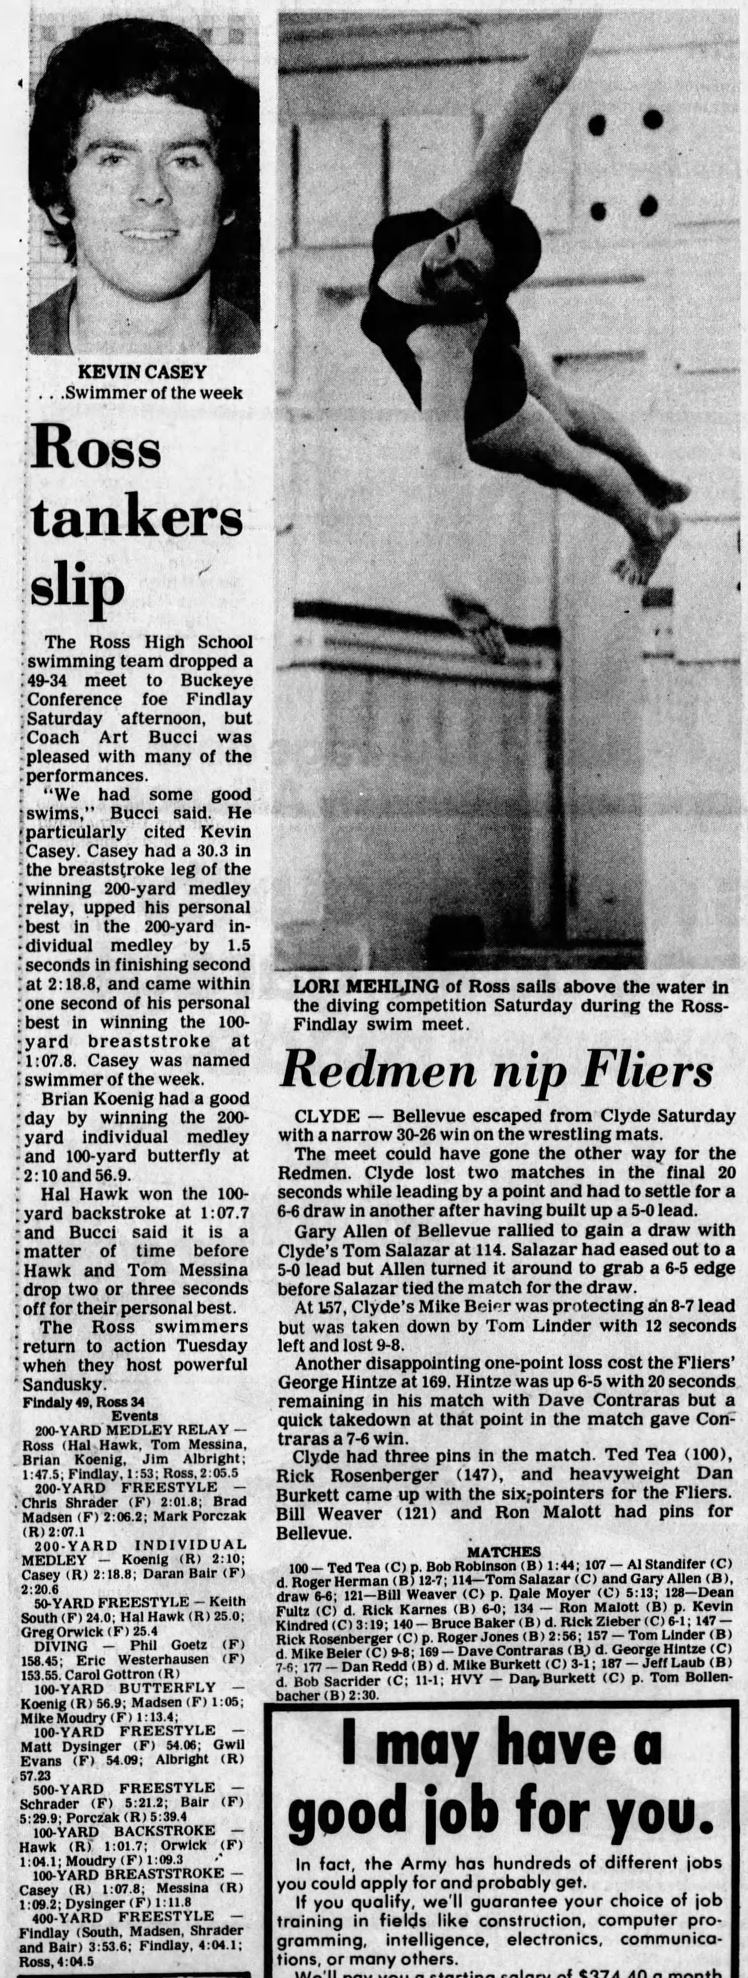 KEVIN CASEY
. . .Swimmer of the week
Ross
tankers
slip
The Ross High School
swimming team dropped a
49-34 meet to Buckeye
Conference foe Findlay
Saturday afternoon, but
Coach Art Bucci was
pleased with many of the
performances.
"We had some good
swims," Bucci said. He
particularly cited Kevin
Casey. Casey had a 30.3 in
the breaststroke leg of the
winning 200-yard medley
relay, upped his personal
best in the 200-yard in-
dividual medley by 1.5
seconds in finishing second
at 2:18.8, and came within
one second of his personal
best in winning the 100-
yard breaststroke at
1:07.8. Casey was named
swimmer of the week.
Brian Koenig had a good
day by winning the 200-
yard individual medley
and 100-yard butterfly at
2:10 and 56.9.
Hal Hawk won the 100-
yard backstroke at 1:07.7
and Bucci said it is a
matter of time before
Hawk and Tom Messina
drop two or three seconds
off for their personal best.
The Ross swimmers
return to action Tuesday
when they host powerful
Sandusky.
Findaly 49, Ross 34
Events
200-YARD MEDLEY RELAY —
Ross (Hal Hawk, Tom Messina,
Brian Koenig, Jim Albright;
1:47.5; Findlay, 1:53; Ross, 2:05.5
200-YARD FREESTYLE —
Chris Shrader (F) 2:01.8; Brad
Madsen (F) 2:06.2; Mark Porczak
(R) 2:07.1
200-YARD INDIVIDUAL
MEDLEY — Koenig (R) 2:10;
Casey (R) 2:18.8; Daran Bair (F)
2:20.6
50-YARD FREESTYLE — Keith
South (F) 24.0; Hal Hawk (R) 25.0;
Greg Orwick (F) 25.4
DIVING — Phil Goetz (F)
158.45; Eric Westerhausen (F)
153.55. Carol Gottron (R)
100-YARD BUTTERFLY —
Koenig (R) 56.9; Madsen (F) 1:05;
Mike Moudry (F) 1:13.4;
100-YARD FREESTYLE —
Matt Dysinger (F) 54.06; Gwil
Evans (F) 54.09; Albright (R)
57.23
500-YARD FREESTYLE —
Schrader (F) 5:21.2; Bair (F)
5:29.9; Porczak (R) 5:39.4
100-YARD BACKSTROKE —
Hawk (R) 1:01.7; Orwick (F)
1:04.1; Moudry (F) 1:09.3
100-YARD BREASTSTROKE —
Casey (R) 1:07.8; Messina (R)
1:09.2; Dysinger (F) 1:11.8
400-YARD FREESTYLE —
Findlay (South, Madsen, Shrader
and Bair) 3:53.6; Findlay, 4:04.1;
Ross, 4:04.5
LORI MEHLING of Ross sails above the water in
the diving competition Saturday during the Ross-
Findlay swim meet.
Redmen nip Fliers
CLYDE — Bellevue escaped from Clyde Saturday
with a narrow 30-26 win on the wrestling mats.
The meet could have gone the other way for the
Redmen. Clyde lost two matches in the final 20
seconds while leading by a point and had to settle for a
6-6 draw in another after having built up a 5-0 lead.
Gary Allen of Bellevue rallied to gain a draw with
Clyde's Tom Salazar at 114. Salazar had eased out to a
5-0 lead but Allen turned it around to grab a 6-5 edge
before Salazar tied the match for the draw.
At 157, Clyde's Mike Beier was protecting an 8-7 lead
but was taken down by Tom Linder with 12 seconds
left and lost 9-8.
Another disappointing one-point loss cost the Fliers'
George Hintze at 169. Hintze was up 6-5 with 20 seconds
remaining in his match with Dave Contraras but a
quick takedown at that point in the match gave Con-
traras a 7-6 win.
Clyde had three pins in the match. Ted Tea (100),
Rick Rosenberger (147), and heavyweight Dan
Burkett came up with the six-pointers for the Fliers.
Bill Weaver (121) and Ron Malott had pins for
Bellevue.
MATCHES
100 — Ted Tea (C) p. Bob Robinson (B) 1:44; 107 — Al Standifer (C)
d. Roger Herman (B) 12-7; 114—Tom Salazar (C) and Gary Allen (B),
draw 6-6; 121—Bill Weaver (C) p. Dale Moyer (C) 5:13; 128—Dean
Fultz (C) d. Rick Karnes (B) 6-0; 134 — Ron Malott (B) p. Kevin
Kindred (C) 3:19; 140 — Bruce Baker (B) d. Rick Zieber (C) 6-1; 147 —
Rick Rosenberger (C) p. Roger Jones (B) 2:56; 157 — Tom Linder (B)
d. Mike Beier (C) 9-8; 169 — Dave Contraras (B) d. George Hintze (C)
7-6; 177 — Dan Redd (B) d. Mike Burkett (C) 3-1; 187 — Jeff Laub (B)
d. Bob Sacrider (C; 11-1; HVY — Dan Burkett (C) p. Tom Bollen-
bacher (B) 2:30.
I may have a
good job for you.
In fact, the Army has hundreds of different jobs
you could apply for and probably get.
If you qualify, we'll guarantee your choice of job
training in fields like construction, computer pro-
gramming, intelligence, electronics, communica-
tions, or many others.
We'll pay you a starting salary of $374.40 a month